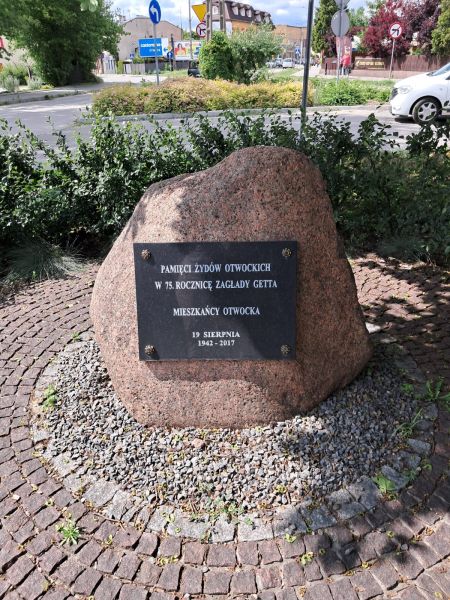 PAMIĘCI ŻYDÓW OTWOCKICH
W 75. ROCZNICĘ ZAGŁADY GETTA
MIESZKAŃCY OTWOCKA
19 SIERPNIA
1942 - 2017